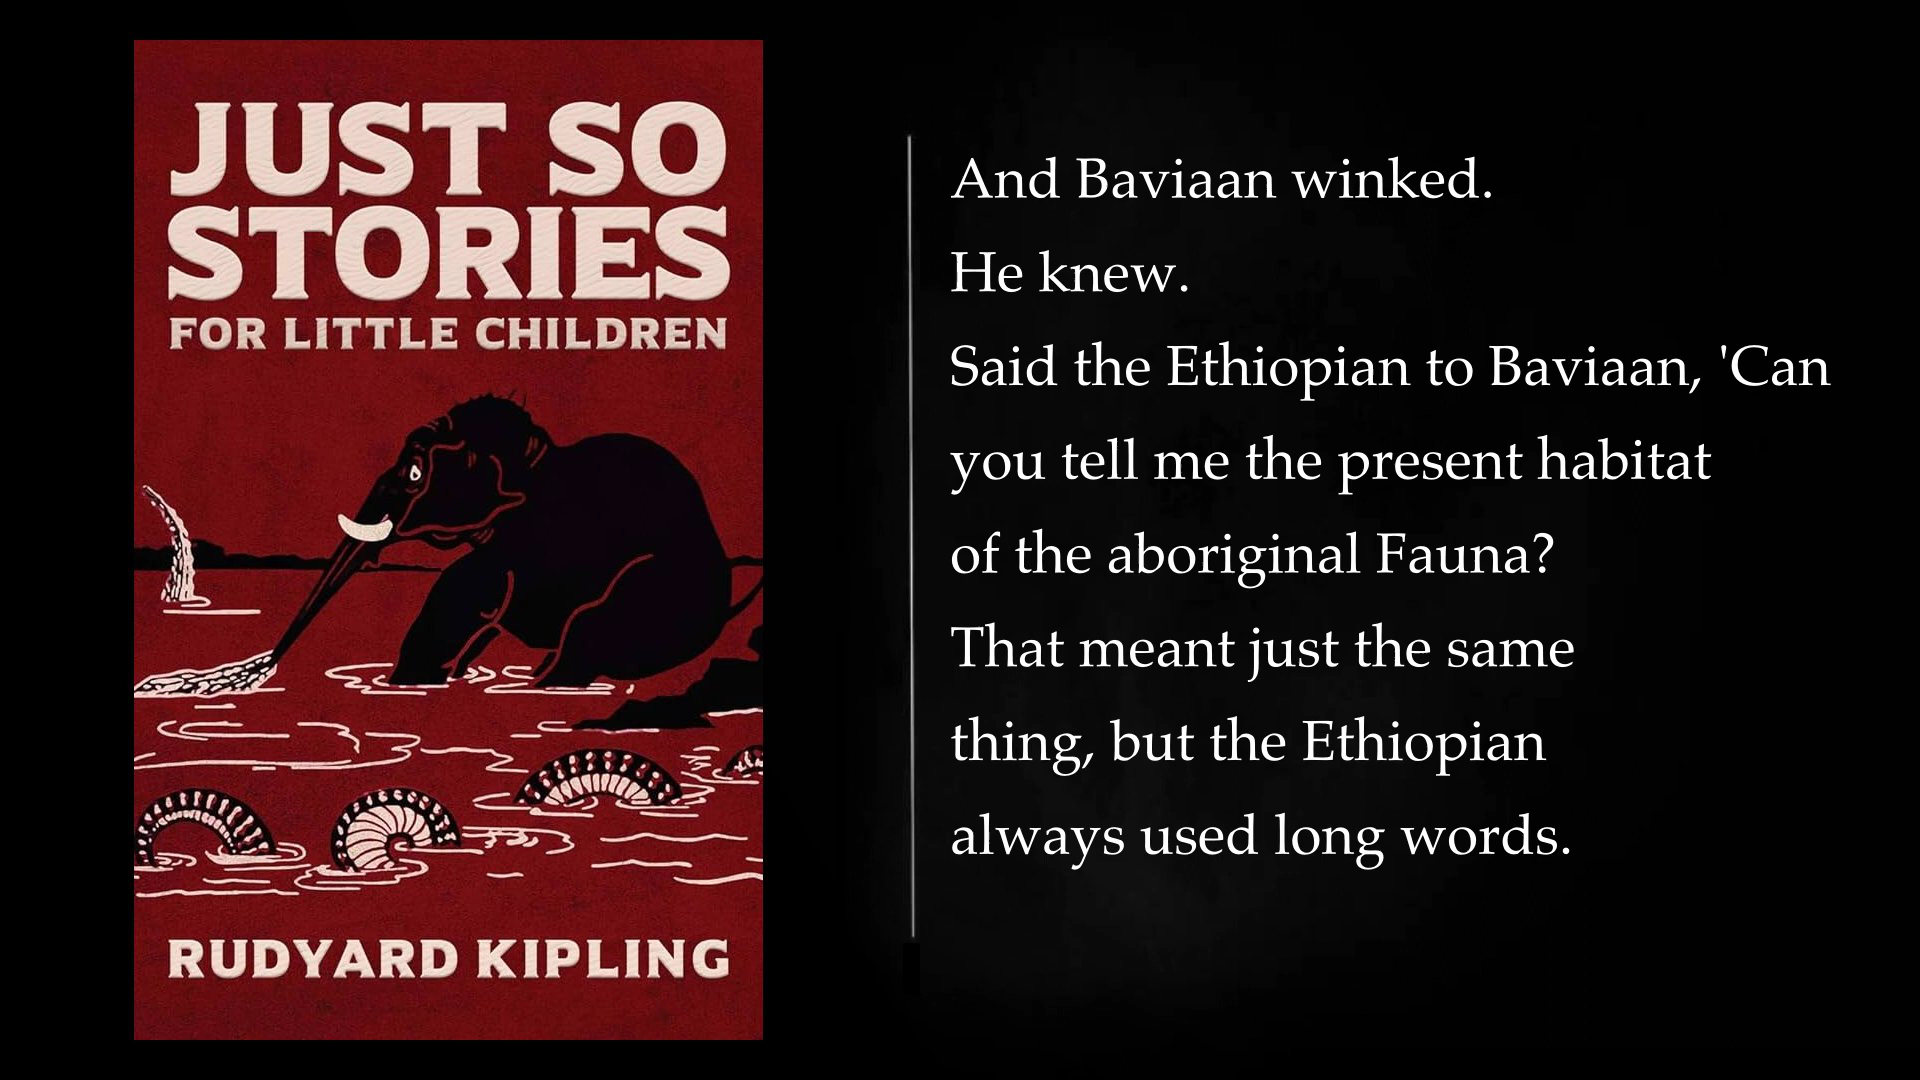 JUST SO
STORIES
FOR LITTLE CHILDREN
RUDYARD KIPLING
And Baviaan winked.
He knew.
Said the Ethiopian to Baviaan, 'Can
you tell me the present habitat
of the aboriginal Fauna?
That meant just the same
thing, but the Ethiopian
always used long words.